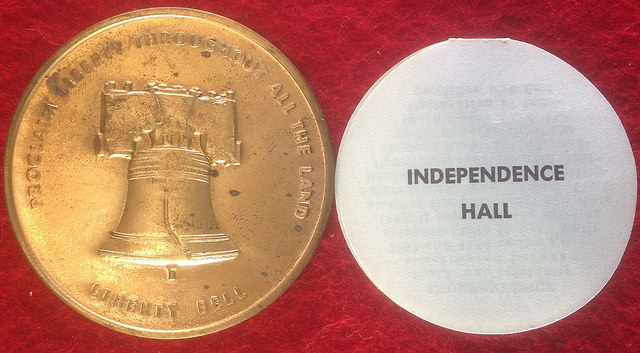 PROCLAIM LIBERTY THROUGHOUT ALL THE LAND
LIBERTY BELL
INDEPENDENCE
HALL